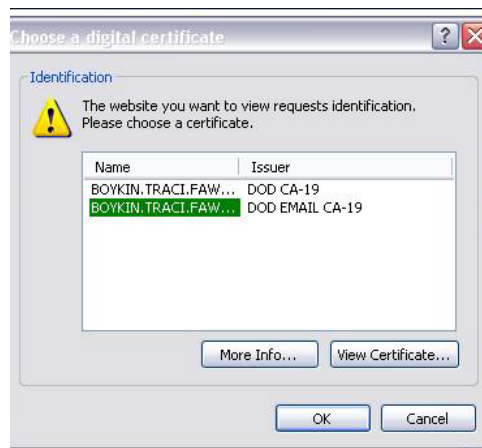 Choose a digital certificate
Identification
The website you want to view requests identification.
Please choose a certificate.
Name Issuer
BOYKIN.TRACI.FAW... DOD CA-19
BOYKIN.TRACI.FAW... DOD EMAIL CA-19
More Info... View Certificate...
OK Cancel